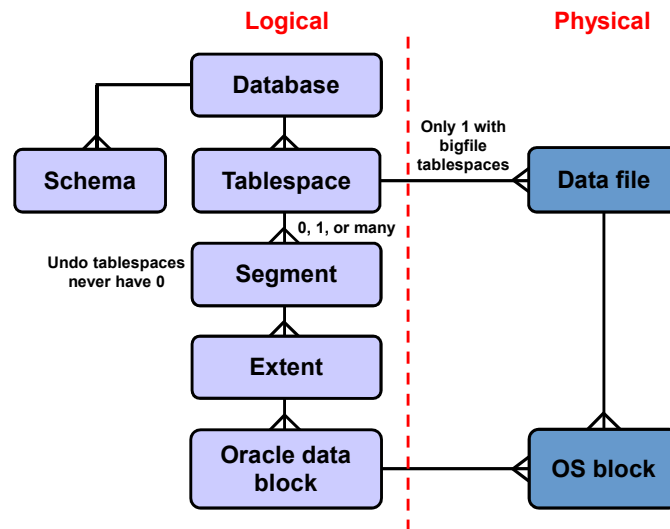 Logical
Physical
Database
Only 1 with
bigfile
tablespaces
Schema
Tablespace
Data file
0, 1, or many
Undo tablespaces
never have 0
Segment
Extent
Oracle data
block
OS block